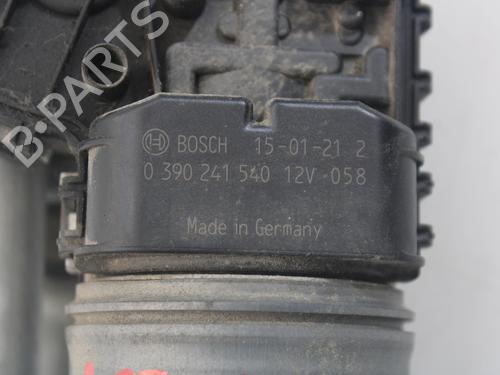 B-PARTS
BOSCH 15-01-21 2
0 390 241 540 12V 058
Made in Germany